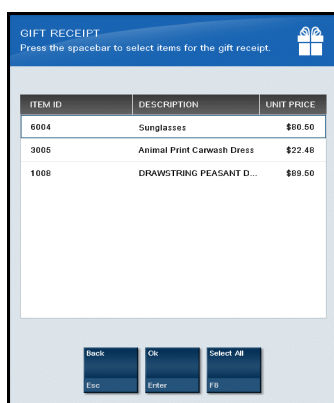 GIFT RECEIPT
Press the spacebar to select items for the gift receipt.
ITEM ID DESCRIPTION UNIT PRICE
6004 Sunglasses $80.50
3005 Animal Print Carwash Dress $22.48
1008 DRAWSTRING PEASANT D... $89.50
Back Ok Select All
Esc Enter F8